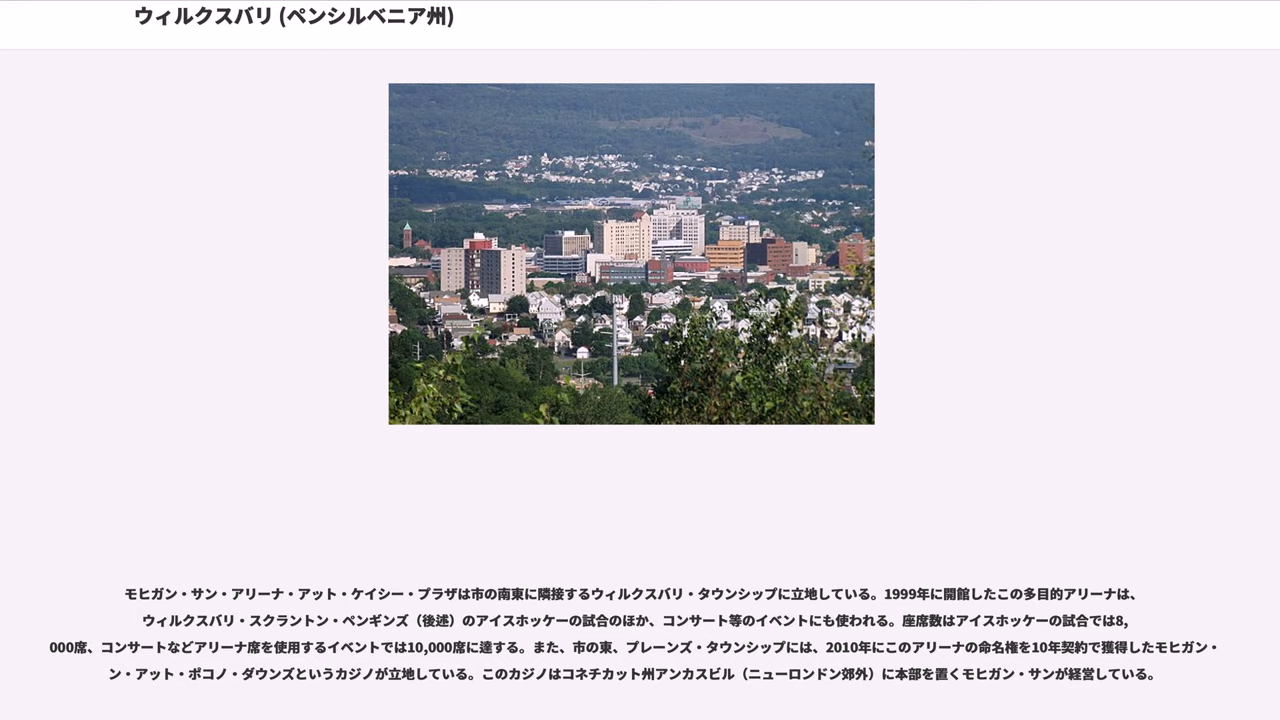 ウィルクスバリ (ペンシルベニア州)
モヒガン・サン・アリーナ・アット・ケイシー・プラザは市の南東に隣接するウィルクスバリ・タウンシップに立地している。1999年に開館したこの多目的アリーナは、
ウィルクスバリ・スクラントン・ペンギンズ（後述）のアイスホッケーの試合のほか、コンサート等のイベントにも使われる。座席数はアイスホッケーの試合では8,
000席、コンサートなどアリーナ席を使用するイベントでは10,000席に達する。また、市の東、プレーンズ・タウンシップには、2010年にこのアリーナの命名権を10年契約で獲得したモヒガン・
ン・アット・ポコノ・ダウンズというカジノが立地している。このカジノはコネチカット州アンカスビル（ニューロンドン郊外）に本部を置くモヒガン・サンが経営している。